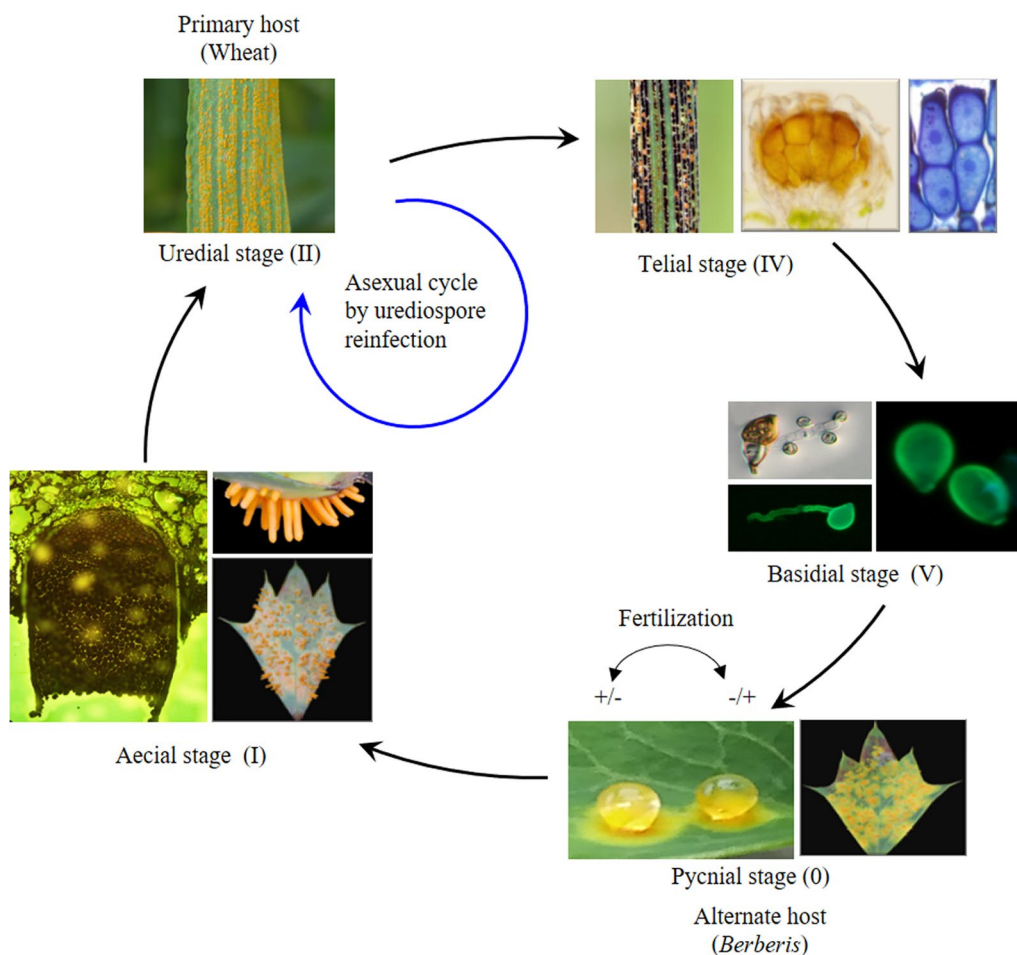 Primary host
(Wheat)
Uredial stage (II)
Asexual cycle
by urediospore
reinfection
Telial stage (IV)
Basidial stage (V)
Fertilization
+/-
-/+
Pycnial stage (0)
Alternate host
(Berberis)
Aecial stage (I)